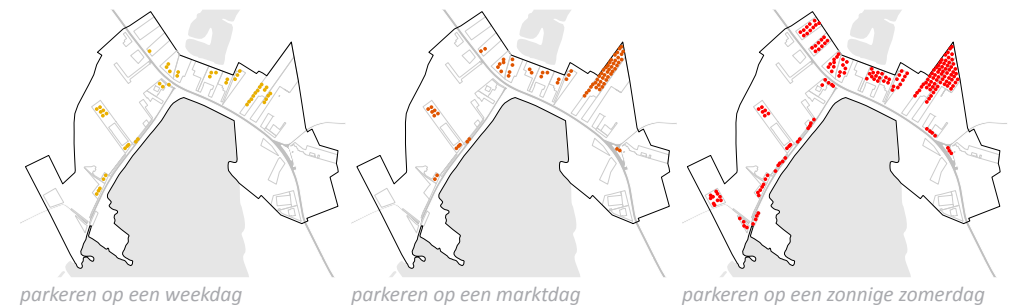 parkeren op een weekdag
parkeren op een marktdag
parkeren op een zonnige zomerdag